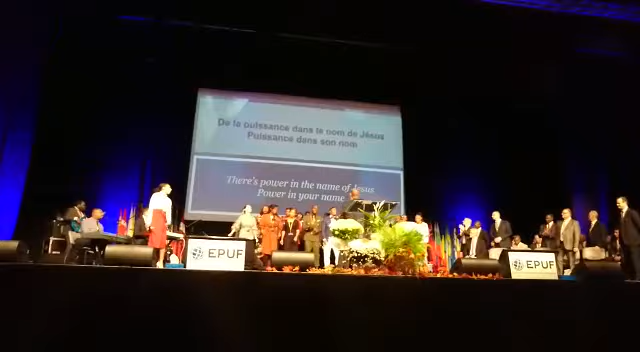 De la puissance dans le nom de Jésus
Puissance dans son nom
There's power in the name of Jesus
Power in your name
EPUF
EPUF